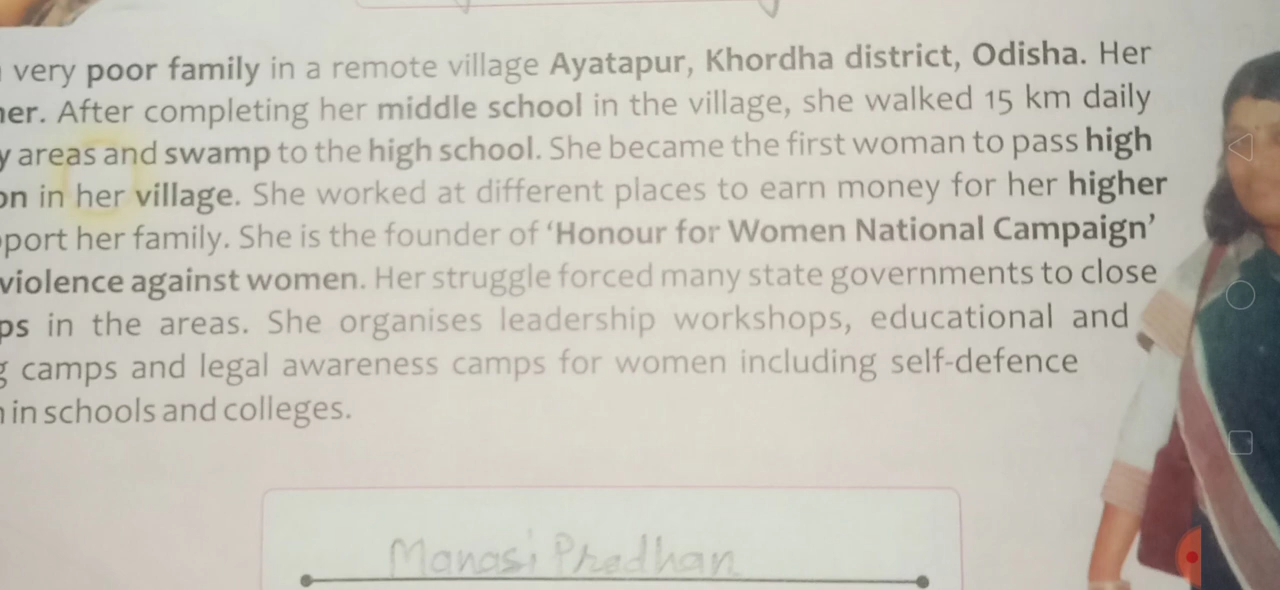 very poor family in a remote village Ayatapur, Khordha district, Odisha. Her
her. After completing her middle school in the village, she walked 15 km daily
y areas and swamp to the high school. She became the first woman to pass high
on in her village. She worked at different places to earn money for her higher
pport her family. She is the founder of ‘Honour for Women National Campaign’
violence against women. Her struggle forced many state governments to close
ps in the areas. She organises leadership workshops, educational and
g camps and legal awareness camps for women including self-defence
n in schools and colleges.
Manasi Pradhan